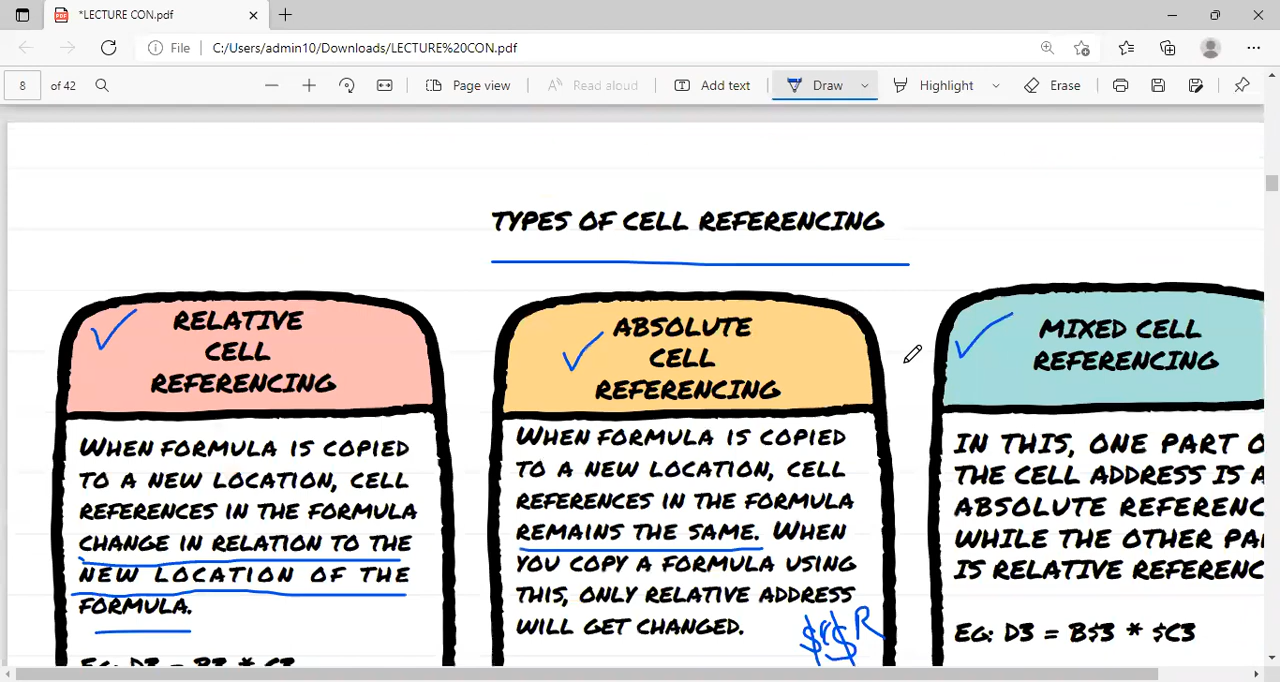 *LECTURE CON.pdf
File
C:/Users/admin10/Downloads/LECTURE%20CON.pdf
8 of 42
Page view
Read aloud
Add text
Draw
Highlight
Erase
TYPES OF CELL REFERENCING
RELATIVE
CELL
REFERENCING
WHEN FORMULA IS COPIED
TO A NEW LOCATION, CELL
REFERENCES IN THE FORMULA
CHANGE IN RELATION TO THE
NEW LOCATION OF THE
FORMULA.
EG: D3 = B3 * C3
ABSOLUTE
CELL
REFERENCING
WHEN FORMULA IS COPIED
TO A NEW LOCATION, CELL
REFERENCES IN THE FORMULA
REMAINS THE SAME. WHEN
YOU COPY A FORMULA USING
THIS, ONLY RELATIVE ADDRESS
WILL GET CHANGED.
MIXED CELL
REFERENCING
IN THIS, ONE PART O
THE CELL ADDRESS IS A
ABSOLUTE REFERENC
WHILE THE OTHER PA
IS RELATIVE REFERENC
EG: D3 = B$3 * $C3